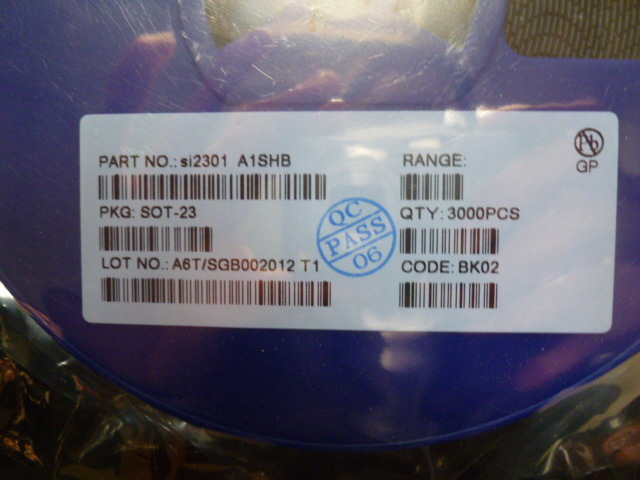 PART NO.: si2301 A1SHB
RANGE:
Pb
GP
PKG: SOT-23
QTY: 3000PCS
QC
PASS
06
LOT NO.: A6T/SGB002012 T1
CODE: BK02